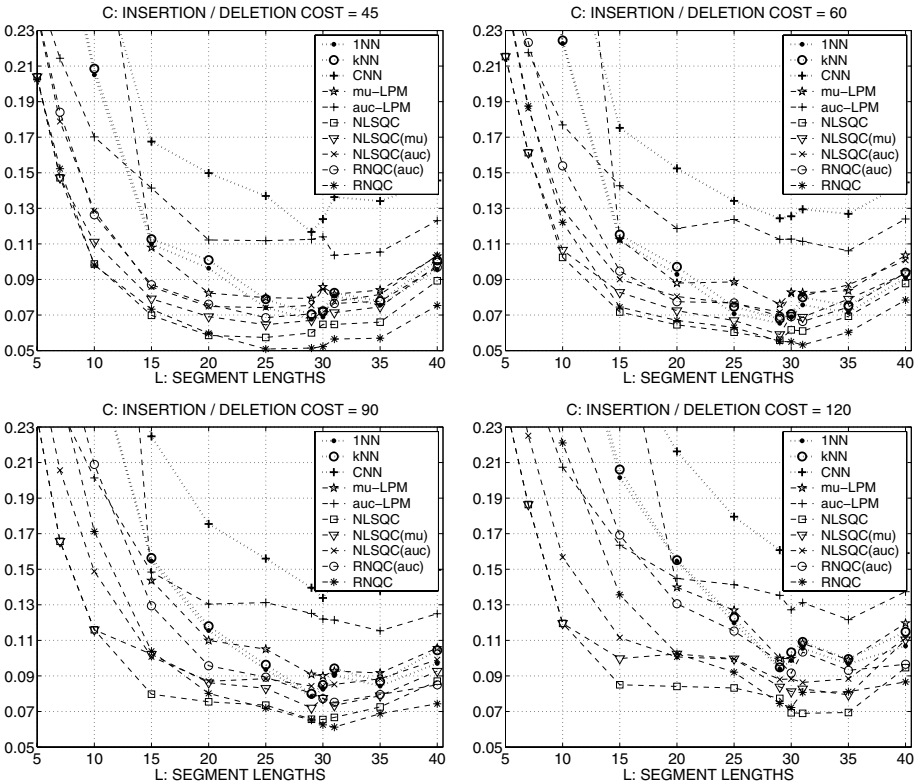 C: INSERTION / DELETION COST = 45
0.23
0.21
0.19
0.17
0.15
0.13
0.11
0.09
0.07
0.05
5 10 15 20 25 30 35 40
L: SEGMENT LENGTHS
1NN
kNN
CNN
mu-LPM
auc-LPM
NLSQC
NLSQC(mu)
NLSQC(auc)
RNQC(auc)
RNQC
C: INSERTION / DELETION COST = 60
0.23
0.21
0.19
0.17
0.15
0.13
0.11
0.09
0.07
0.05
5 10 15 20 25 30 35 40
L: SEGMENT LENGTHS
1NN
kNN
CNN
mu-LPM
auc-LPM
NLSQC
NLSQC(mu)
NLSQC(auc)
RNQC(auc)
RNQC
C: INSERTION / DELETION COST = 90
0.23
0.21
0.19
0.17
0.15
0.13
0.11
0.09
0.07
0.05
5 10 15 20 25 30 35 40
L: SEGMENT LENGTHS
1NN
kNN
CNN
mu-LPM
auc-LPM
NLSQC
NLSQC(mu)
NLSQC(auc)
RNQC(auc)
RNQC
C: INSERTION / DELETION COST = 120
0.23
0.21
0.19
0.17
0.15
0.13
0.11
0.09
0.07
0.05
5 10 15 20 25 30 35 40
L: SEGMENT LENGTHS
1NN
kNN
CNN
mu-LPM
auc-LPM
NLSQC
NLSQC(mu)
NLSQC(auc)
RNQC(auc)
RNQC